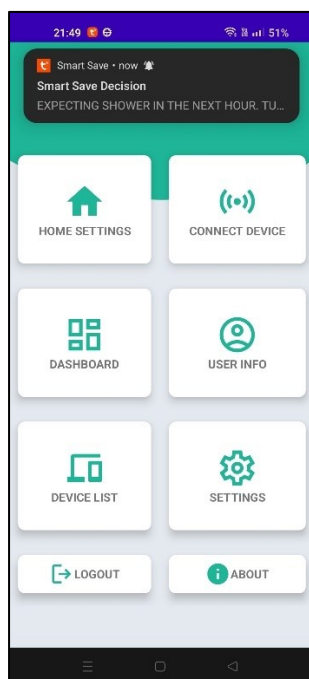 21:49 51%
Smart Save • now
Smart Save Decision
EXPECTING SHOWER IN THE NEXT HOUR. TU...
HOME SETTINGS
CONNECT DEVICE
DASHBOARD
USER INFO
DEVICE LIST
SETTINGS
LOGOUT
ABOUT